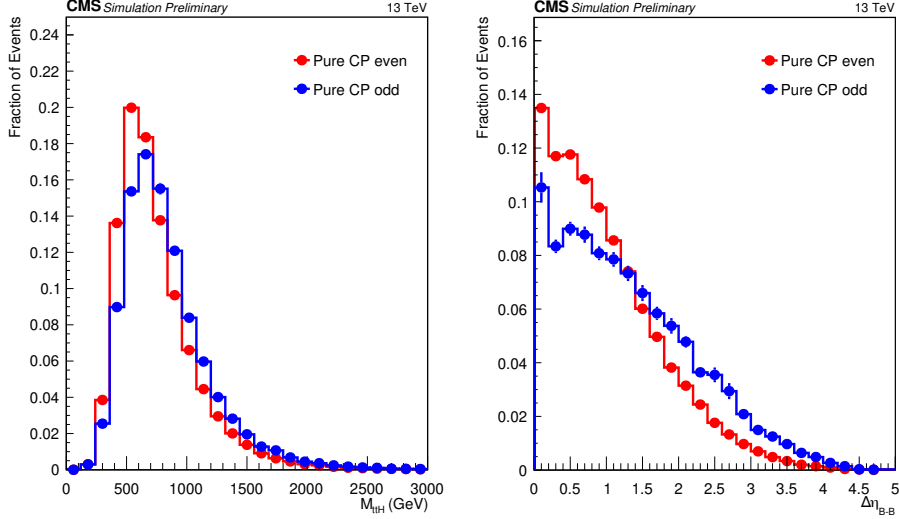 CMS Simulation Preliminary 13 TeV
Fraction of Events
0.24
0.22
0.2
0.18
0.16
0.14
0.12
0.1
0.08
0.06
0.04
0.02
0
Pure CP even
Pure CP odd
0 500 1000 1500 2000 2500 3000
M_ttH (GeV)
CMS Simulation Preliminary 13 TeV
Fraction of Events
0.16
0.14
0.12
0.1
0.08
0.06
0.04
0.02
0
Pure CP even
Pure CP odd
0 0.5 1 1.5 2 2.5 3 3.5 4 4.5 5
Δη_B-B